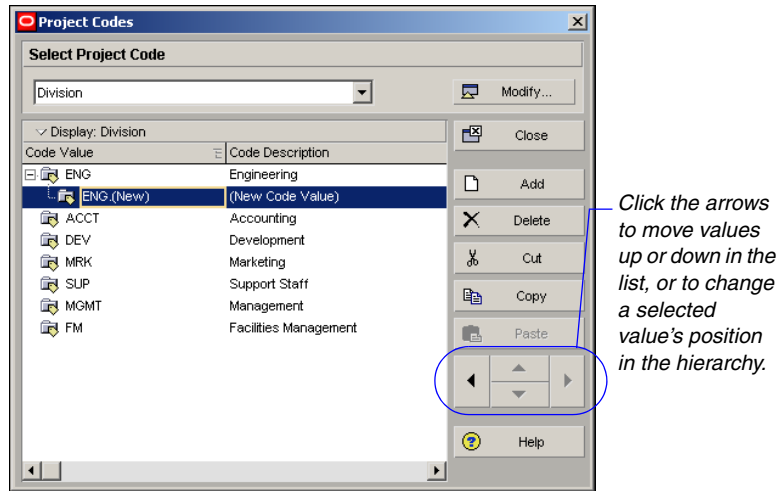 Project Codes
Select Project Code
Division
Modify...
Display: Division
Close
Code Value
Code Description
ENG Engineering
ENG.(New) (New Code Value)
ACCT Accounting
DEV Development
MRK Marketing
SUP Support Staff
MGMT Management
FM Facilities Management
Add
Delete
Cut
Copy
Paste
Help
Click the arrows
to move values
up or down in the
list, or to change
a selected
value's position
in the hierarchy.